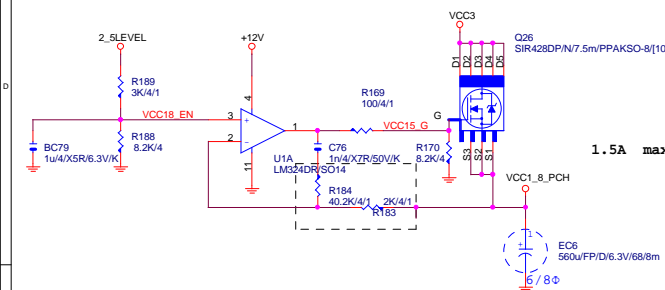 VCC3
2_5LEVEL
+12V
Q26
SIR428DP/N/7.5m/PPAKSO-8/[10
D1
D2
D3
D4
D5
D
R189
3K/4/1
VCC18_EN
4
3
+
1
R169
100/4/1
VCC15_G
G
2
-
BC79
1u/4/X5R/6.3V/K
R188
8.2K/4
11
U1A
LM324DR/SO14
C76
1n/4/X7R/50V/K
R170
8.2K/4
S3
S2
S1
1.5A max
R184
40.2K/4/1
2K/4/1
R183
VCC1_8_PCH
1
EC6
560u/FP/D/6.3V/68/8m
6/8Φ